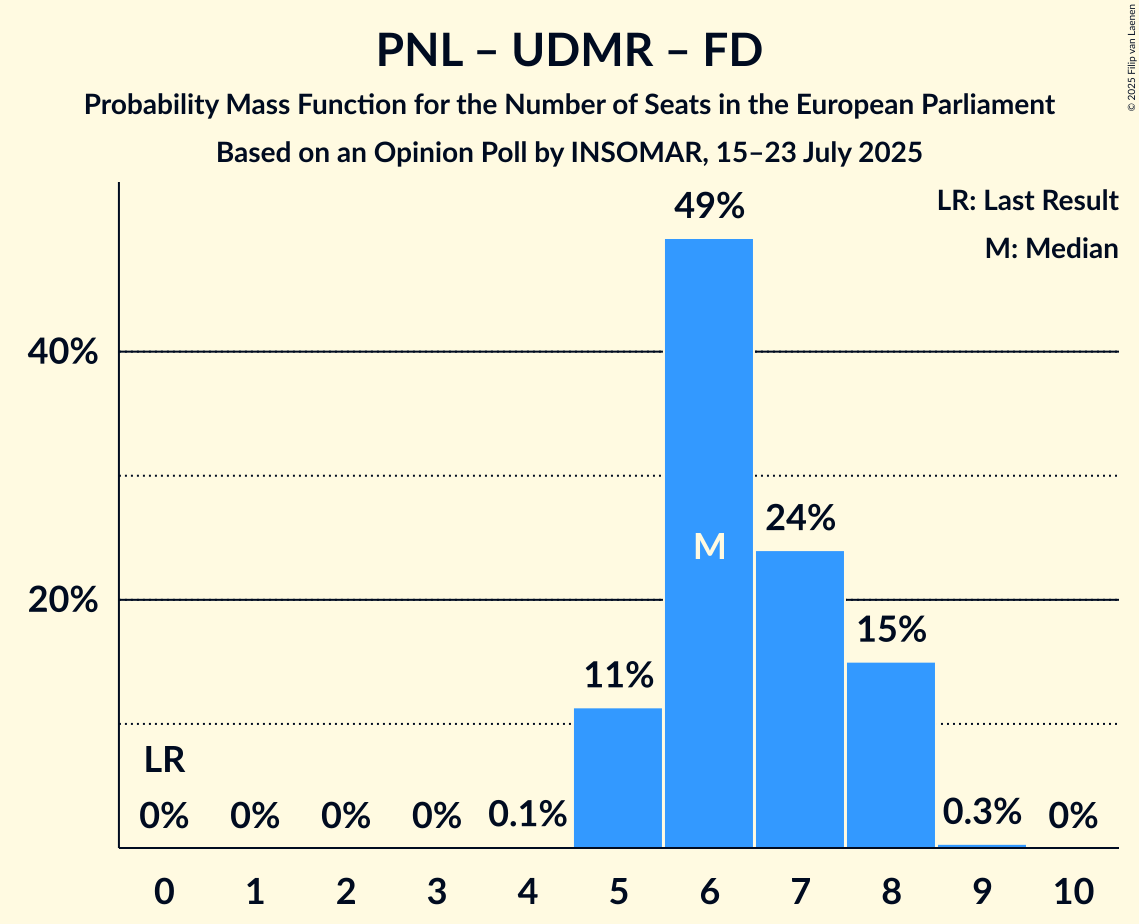 PNL – UDMR – FD
Probability Mass Function for the Number of Seats in the European Parliament
Based on an Opinion Poll by INSOMAR, 15–23 July 2025
© 2025 Filip van Laenen
LR: Last Result
M: Median
49%
40%
24%
M
20%
15%
11%
LR
0% 0% 0% 0% 0.1% 0.3% 0%
0 1 2 3 4 5 6 7 8 9 10